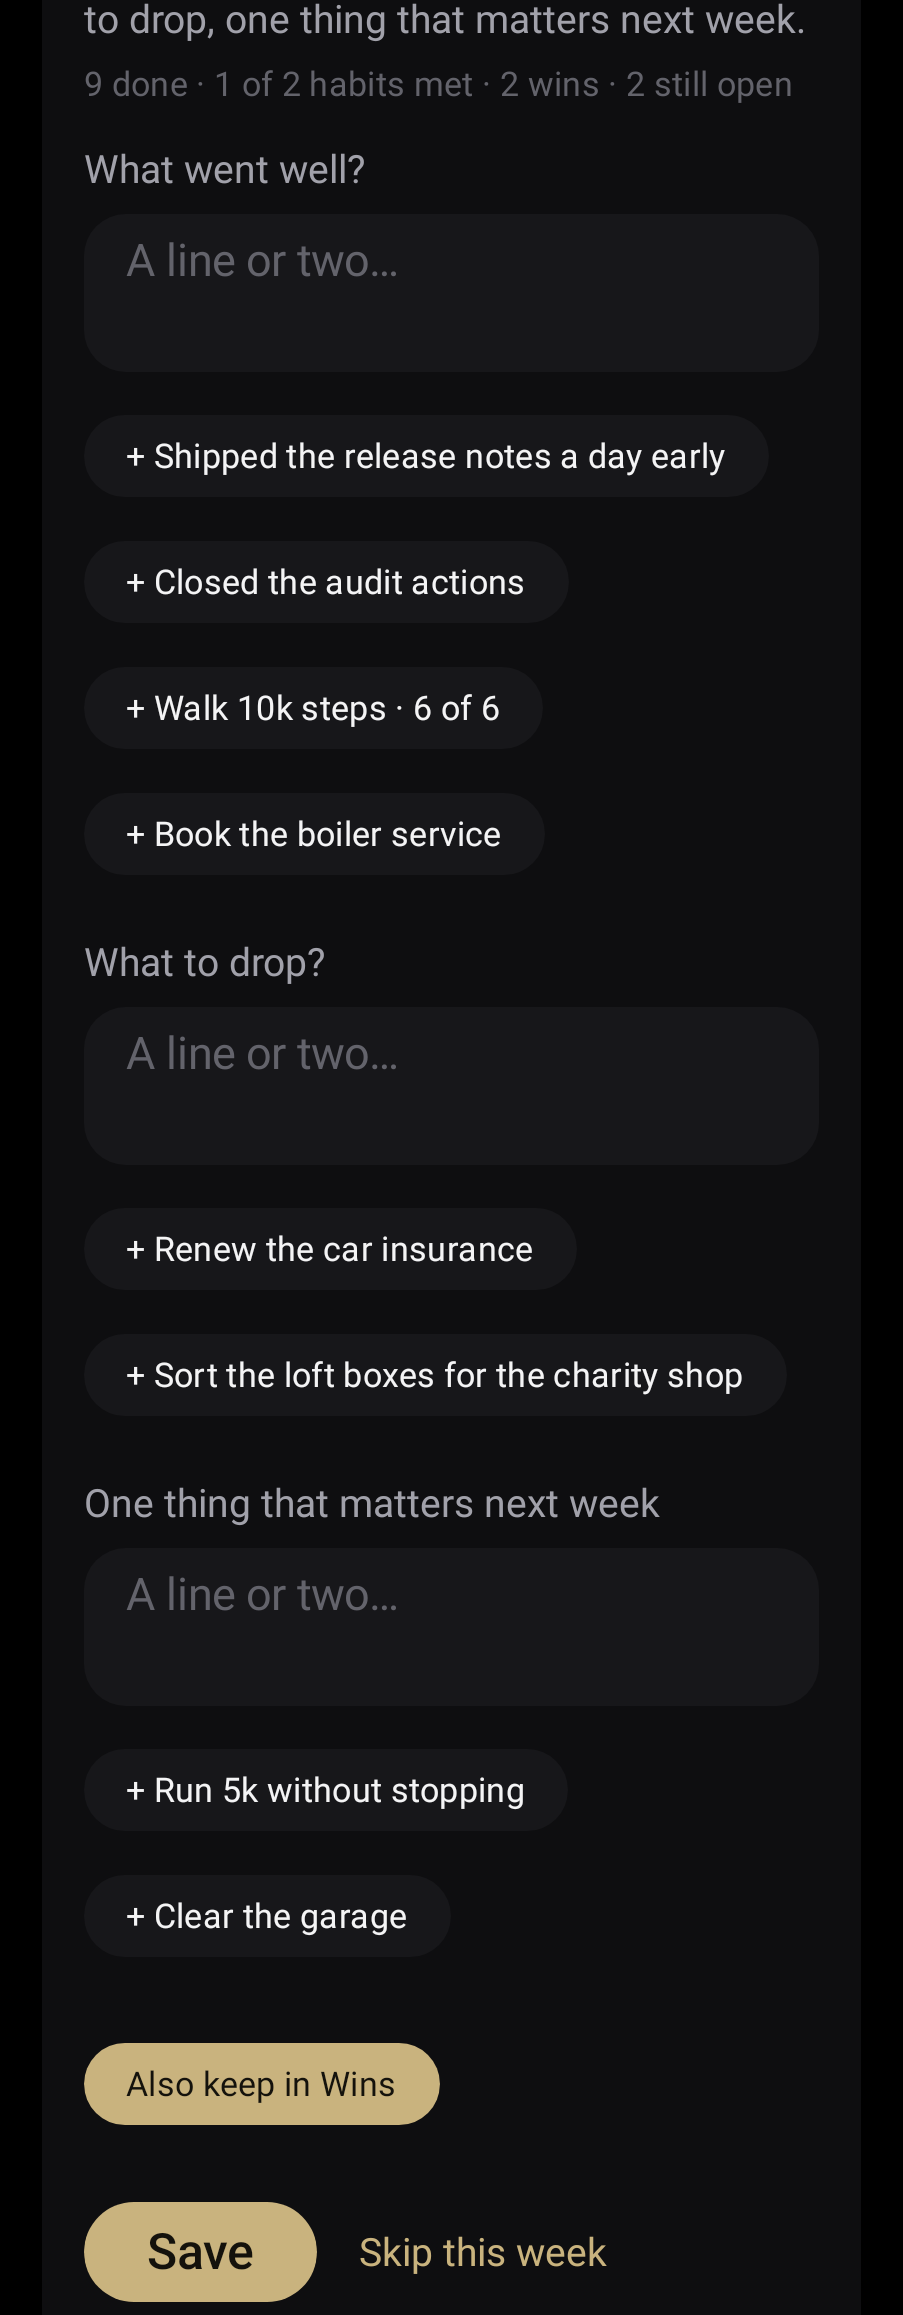 to drop, one thing that matters next week.
9 done · 1 of 2 habits met · 2 wins · 2 still open
What went well?
A line or two…
+ Shipped the release notes a day early
+ Closed the audit actions
+ Walk 10k steps · 6 of 6
+ Book the boiler service
What to drop?
A line or two…
+ Renew the car insurance
+ Sort the loft boxes for the charity shop
One thing that matters next week
A line or two…
+ Run 5k without stopping
+ Clear the garage
Also keep in Wins
Save
Skip this week